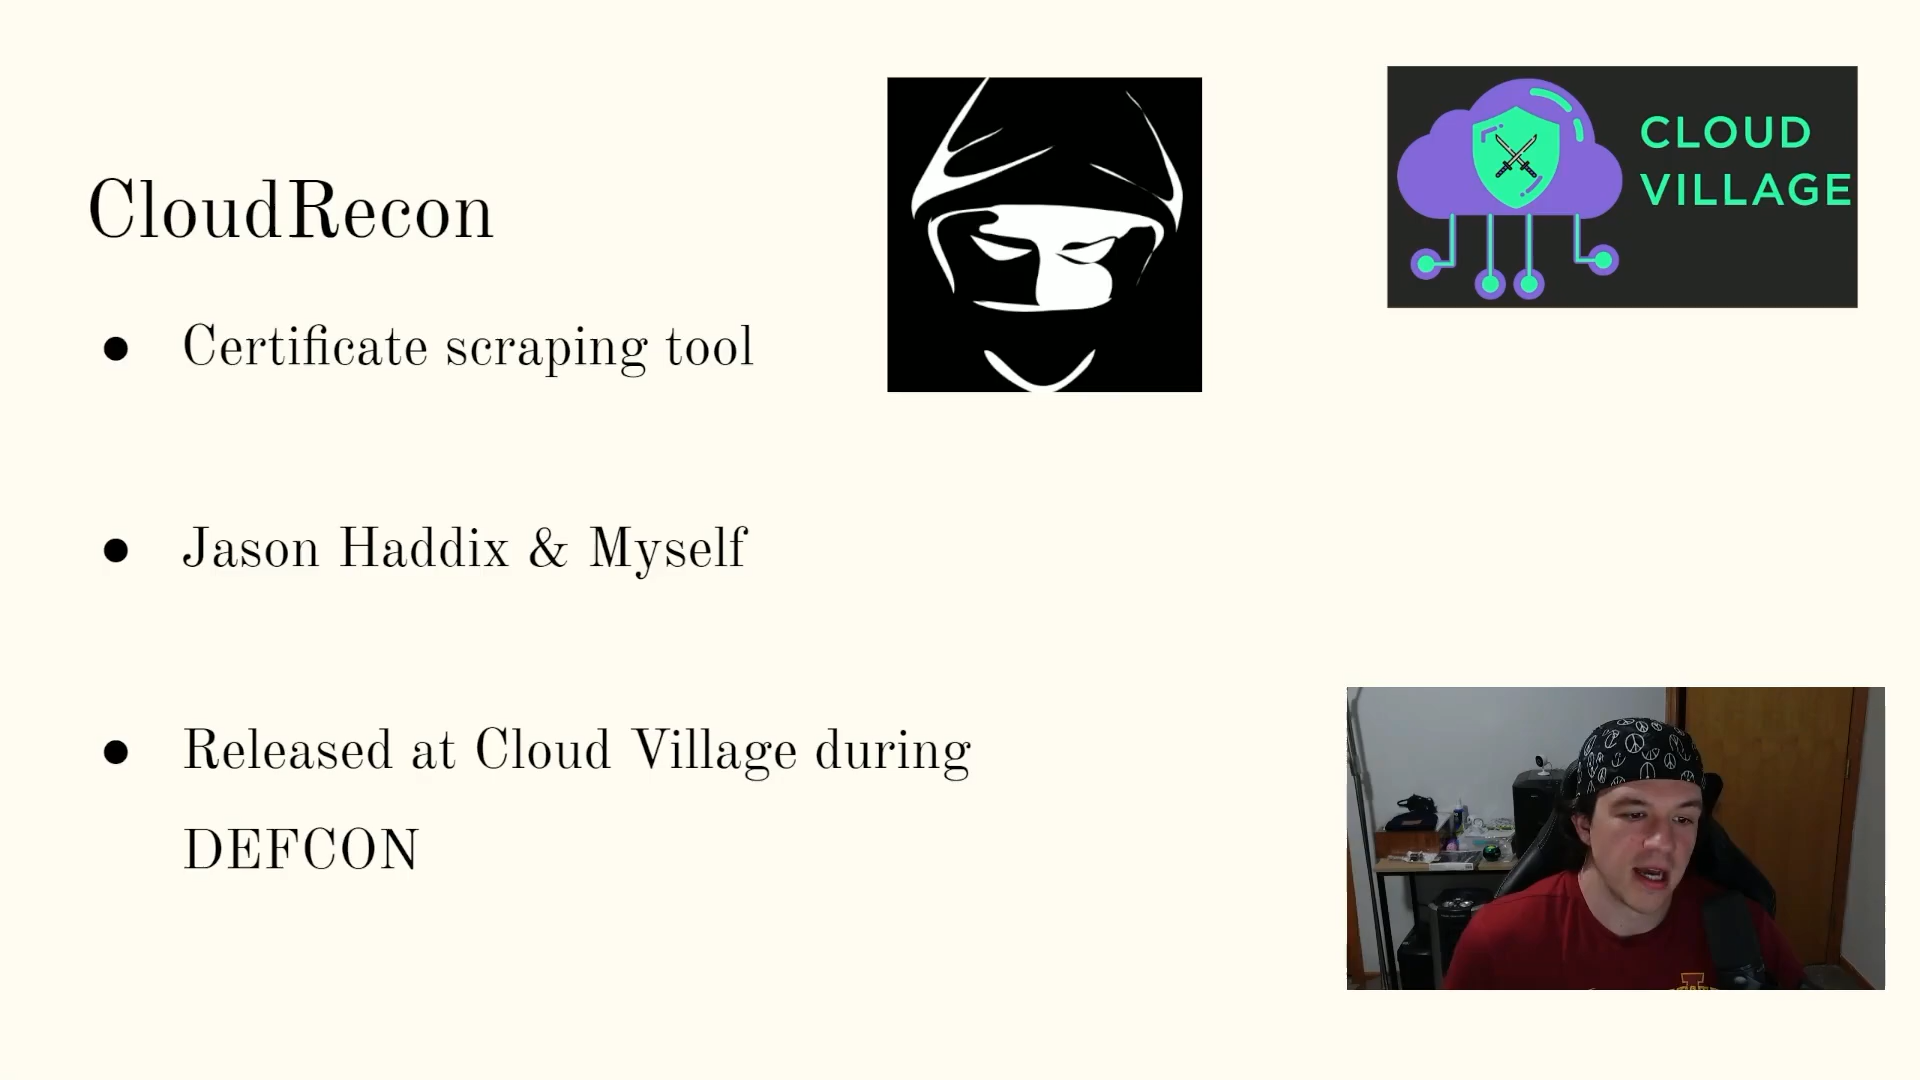 CloudRecon
● Certificate scraping tool
● Jason Haddix & Myself
● Released at Cloud Village during
DEFCON
CLOUD
VILLAGE